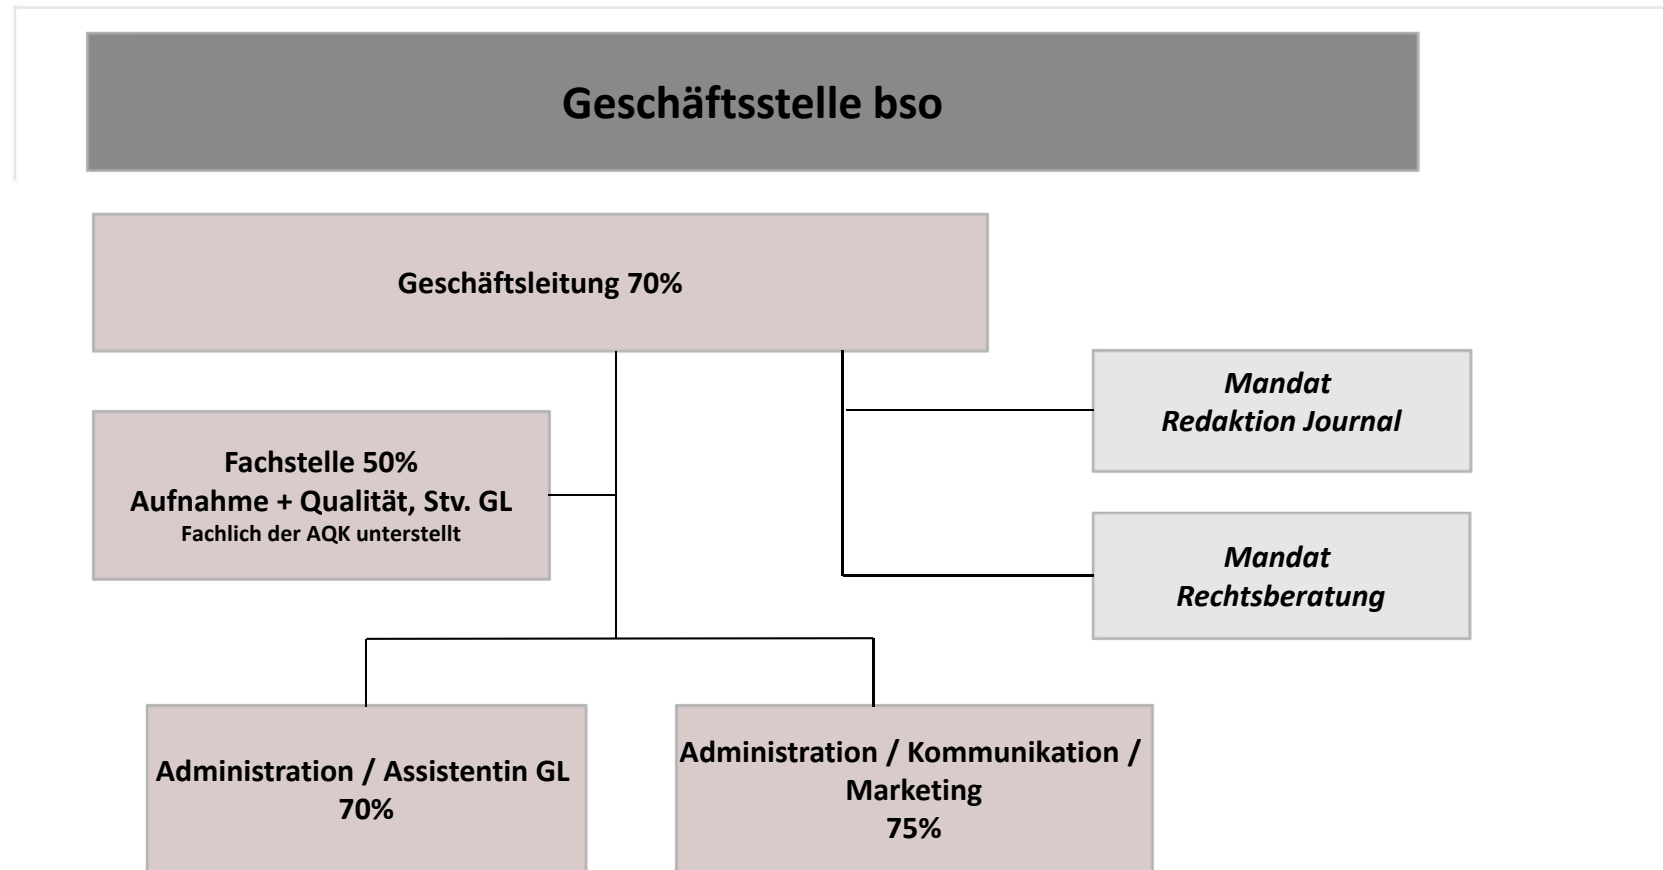 Geschäftsstelle bso
Geschäftsleitung 70%
Mandat
Redaktion Journal
Fachstelle 50%
Aufnahme + Qualität, Stv. GL
Fachlich der AQK unterstellt
Mandat
Rechtsberatung
Administration / Assistentin GL
70%
Administration / Kommunikation /
Marketing
75%